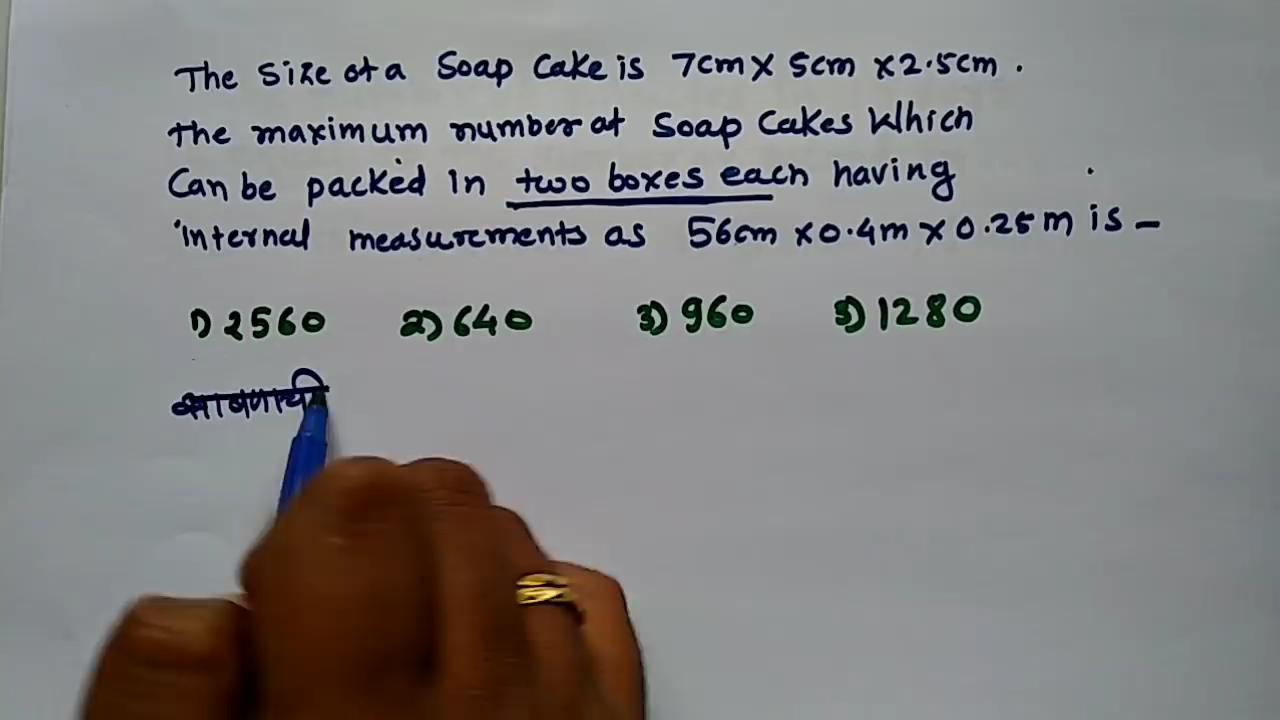 The size of a Soap Cake is 7cm x 5cm x 2.5cm.
The maximum number of Soap Cakes Which
Can be packed in two boxes each having
internal measurements as 56cm x 0.4m x 0.25m is –
1) 2560 2) 640 3) 960 3) 1280